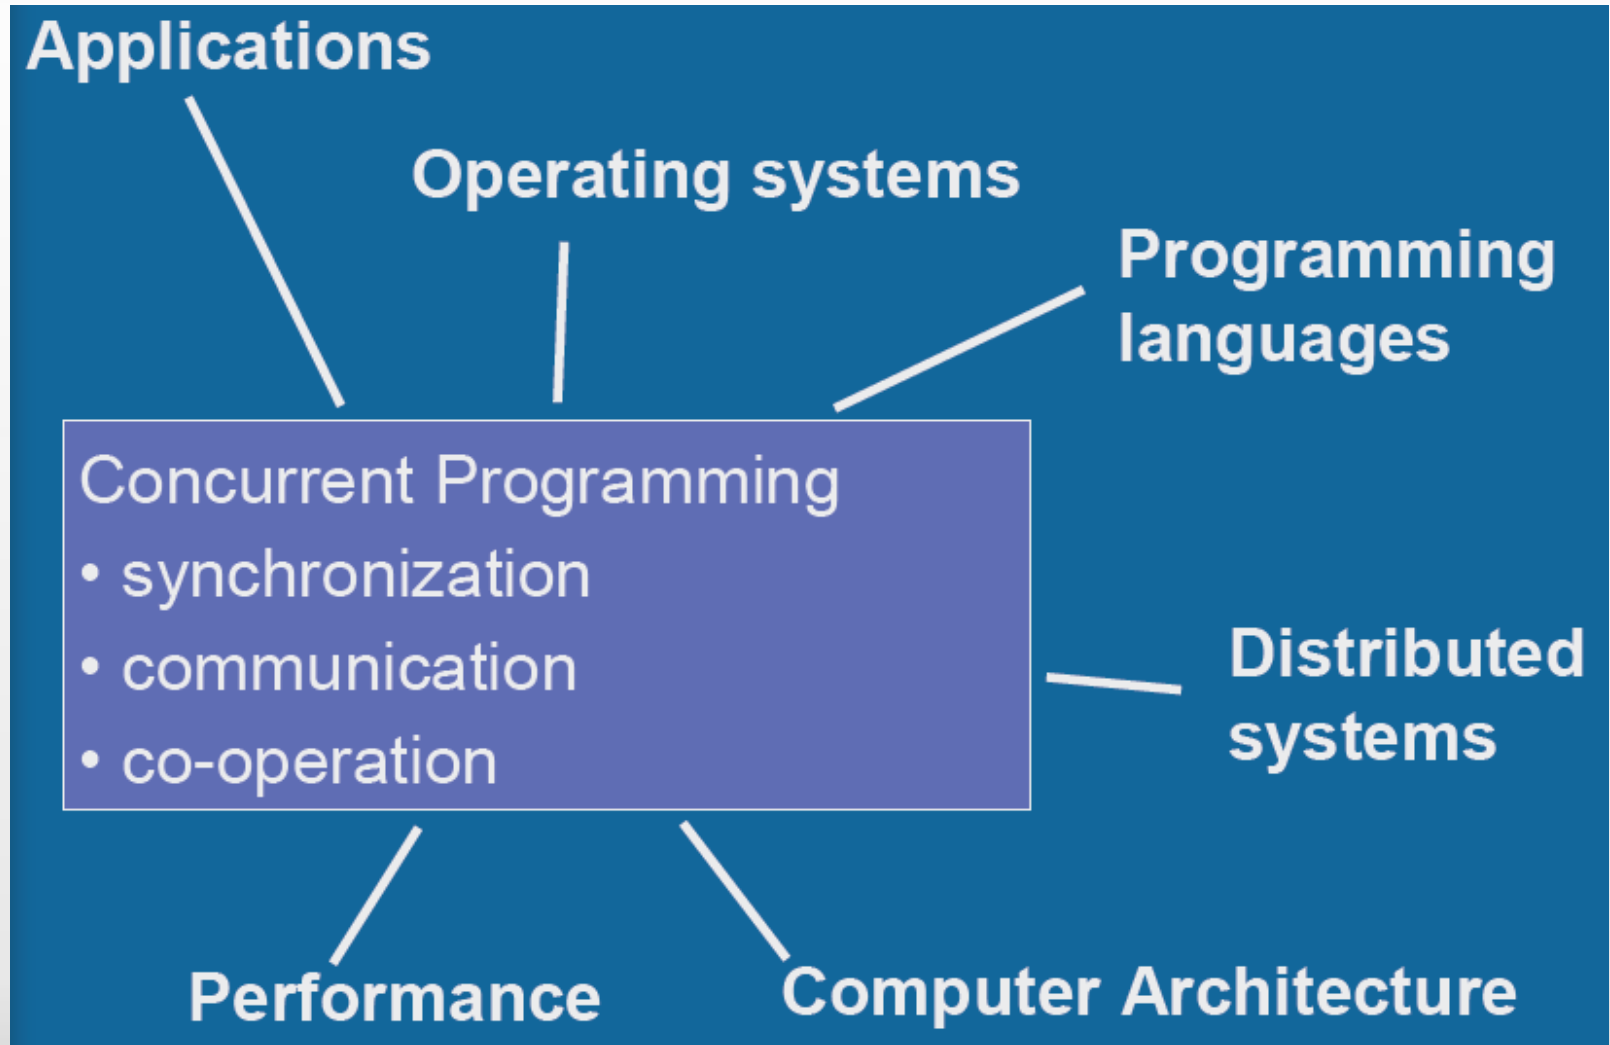 Applications
Operating systems
Programming
languages
Concurrent Programming
• synchronization
• communication
• co-operation
Distributed
systems
Performance
Computer Architecture